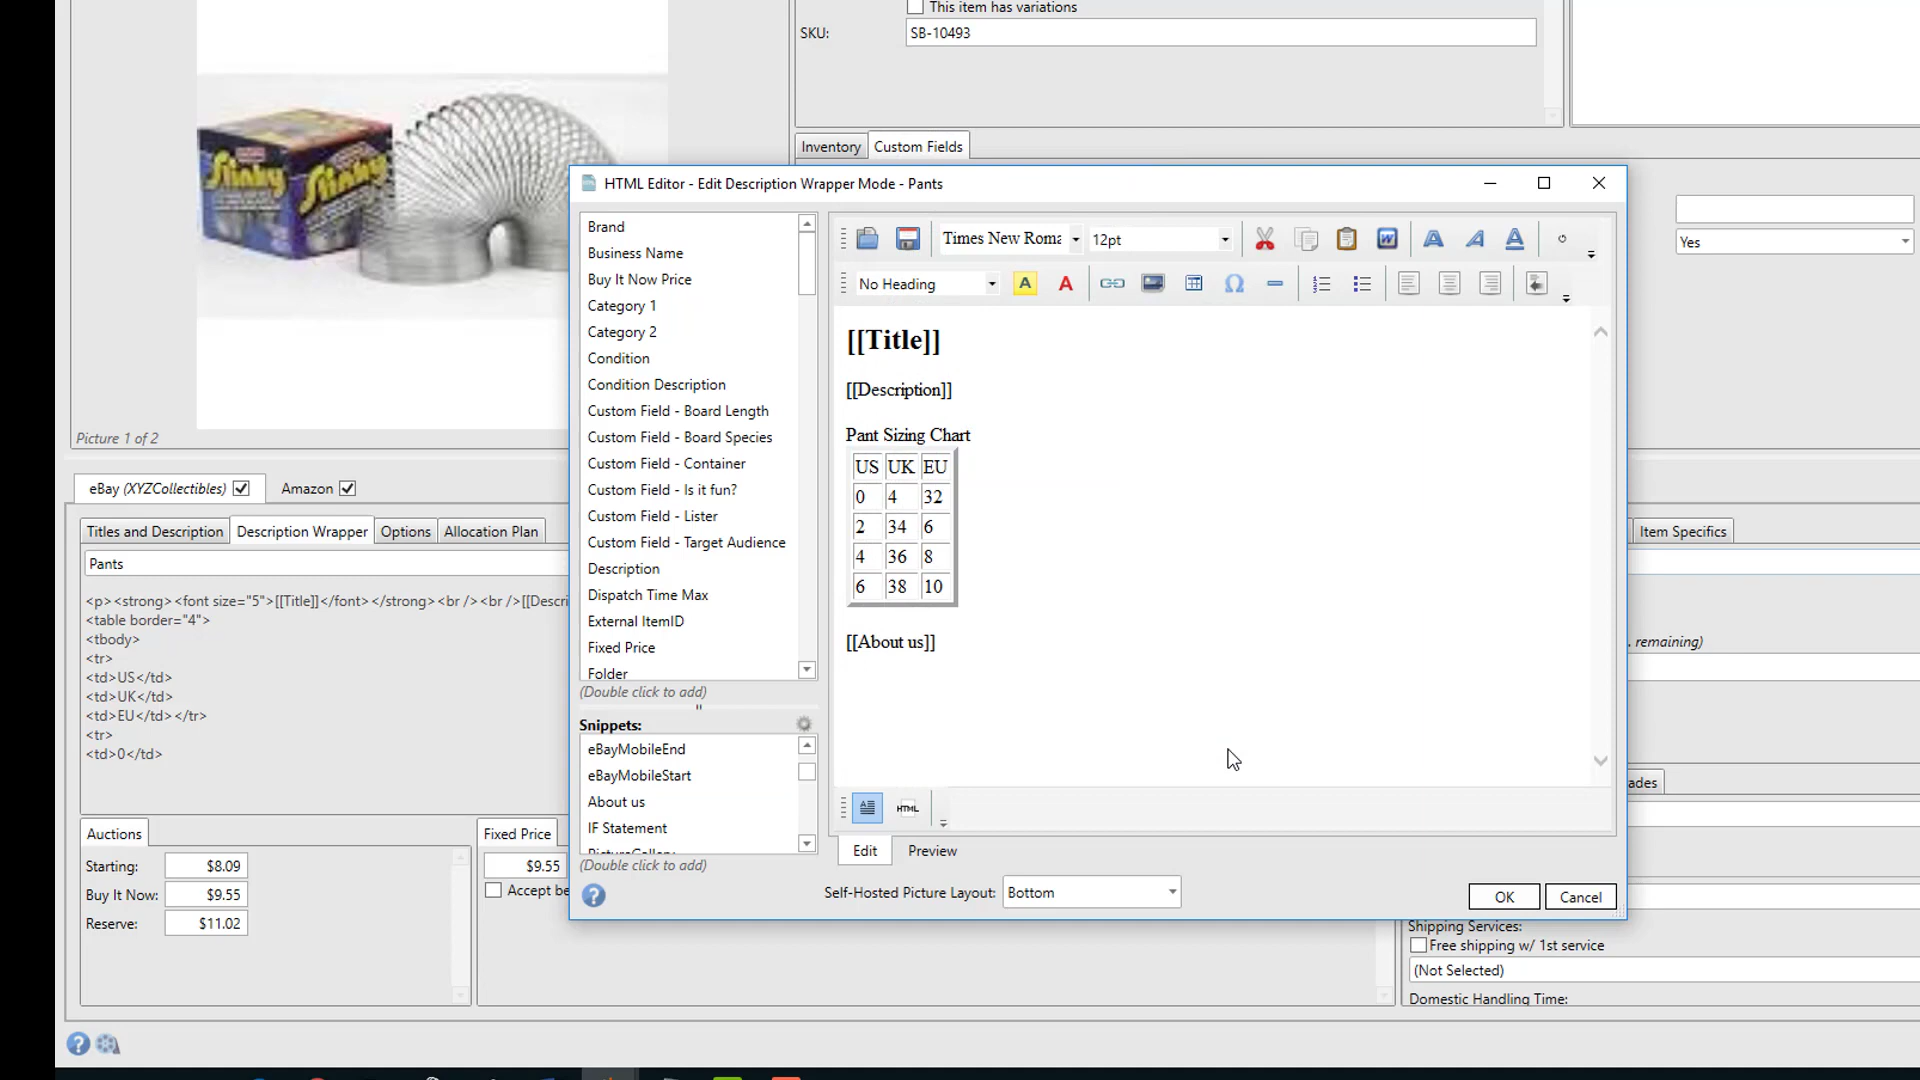 This item has variations
SKU:
SB-10493
Slinky
Slinky
Picture 1 of 2
Inventory
Custom Fields
Yes
HTML Editor - Edit Description Wrapper Mode - Pants
Brand
Business Name
Buy It Now Price
Category 1
Category 2
Condition
Condition Description
Custom Field - Board Length
Custom Field - Board Species
Custom Field - Container
Custom Field - Is it fun?
Custom Field - Lister
Custom Field - Target Audience
Description
Dispatch Time Max
External ItemID
Fixed Price
Folder
(Double click to add)
Snippets:
eBayMobileEnd
eBayMobileStart
About us
IF Statement
PictureGallery
(Double click to add)
Times New Roma
12pt
No Heading
[[Title]]
[[Description]]
Pant Sizing Chart
US UK EU
0 4 32
2 34 6
4 36 8
6 38 10
[[About us]]
HTML
Edit
Preview
Self-Hosted Picture Layout:
Bottom
OK
Cancel
eBay (XYZCollectibles)
Amazon
Titles and Description
Description Wrapper
Options
Allocation Plan
Item Specifics
Pants
<p><strong><font size="5">[[Title]]</font></strong><br /><br />[[Descri
<table border="4">
<tbody>
<tr>
<td>US</td>
<td>UK</td>
<td>EU</td></tr>
<tr>
<td>0</td>
remaining)
ades
Auctions
Starting:
$8.09
Buy It Now:
$9.55
Reserve:
$11.02
Fixed Price
$9.55
Accept be
Shipping Services:
Free shipping w/ 1st service
(Not Selected)
Domestic Handling Time: